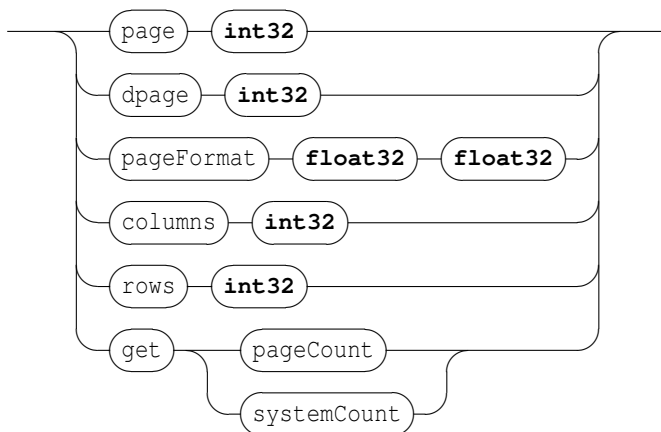 page int32
dpage int32
pageFormat float32 float32
columns int32
rows int32
get pageCount
systemCount